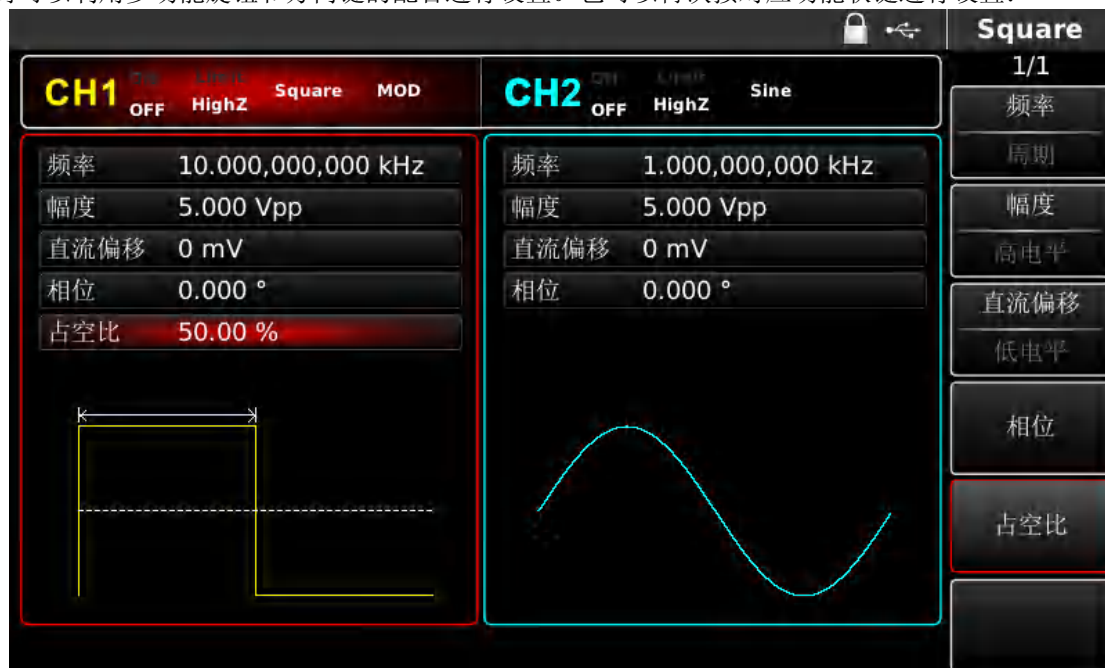 Square
1/1
CH1 OFF HighZ Square MOD
CH2 OFF HighZ Sine
频率 10.000,000,000 kHz
幅度 5.000 Vpp
直流偏移 0 mV
相位 0.000 °
占空比 50.00 %
频率 1.000,000,000 kHz
幅度 5.000 Vpp
直流偏移 0 mV
相位 0.000 °
频率
周期
幅度
高电平
直流偏移
低电平
相位
占空比